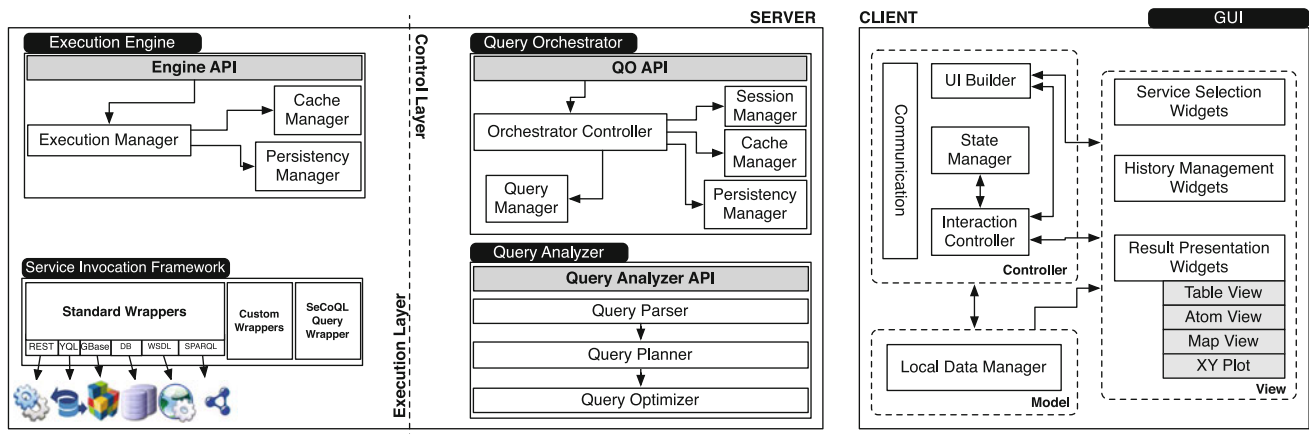 SERVER
Execution Engine
Engine API
Cache
Manager
Execution Manager
Persistency
Manager
Control Layer
Query Orchestrator
QO API
Session
Manager
Orchestrator Controller
Cache
Manager
Query
Manager
Persistency
Manager
Service Invocation Framework
Standard Wrappers
REST
YQL
GBase
DB
WSDL
SPARQL
Custom
Wrappers
SeCoQL
Query
Wrapper
Execution Layer
Query Analyzer
Query Analyzer API
Query Parser
Query Planner
Query Optimizer
CLIENT
GUI
Communication
UI Builder
State
Manager
Interaction
Controller
Controller
Service Selection
Widgets
History Management
Widgets
Result Presentation
Widgets
Table View
Atom View
Map View
XY Plot
View
Local Data Manager
Model